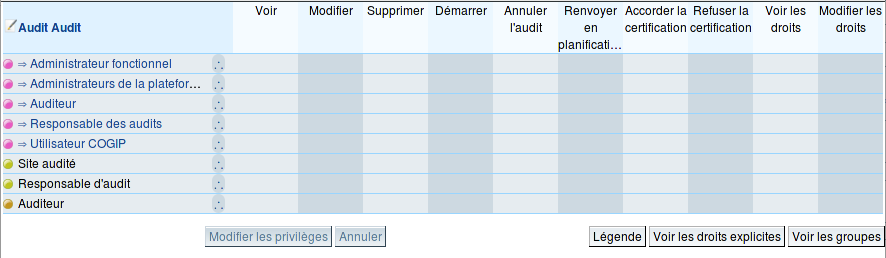 Audit Audit
Voir
Modifier
Supprimer
Démarrer
Annuler
l'audit
Renvoyer
en
planificati...
Accorder la
certification
Refuser la
certification
Voir les
droits
Modifier les
droits
⇒ Administrateur fonctionnel
⇒ Administrateurs de la platefor...
⇒ Auditeur
⇒ Responsable des audits
⇒ Utilisateur COGIP
Site audité
Responsable d'audit
Auditeur
Modifier les privilèges Annuler Légende Voir les droits explicites Voir les groupes